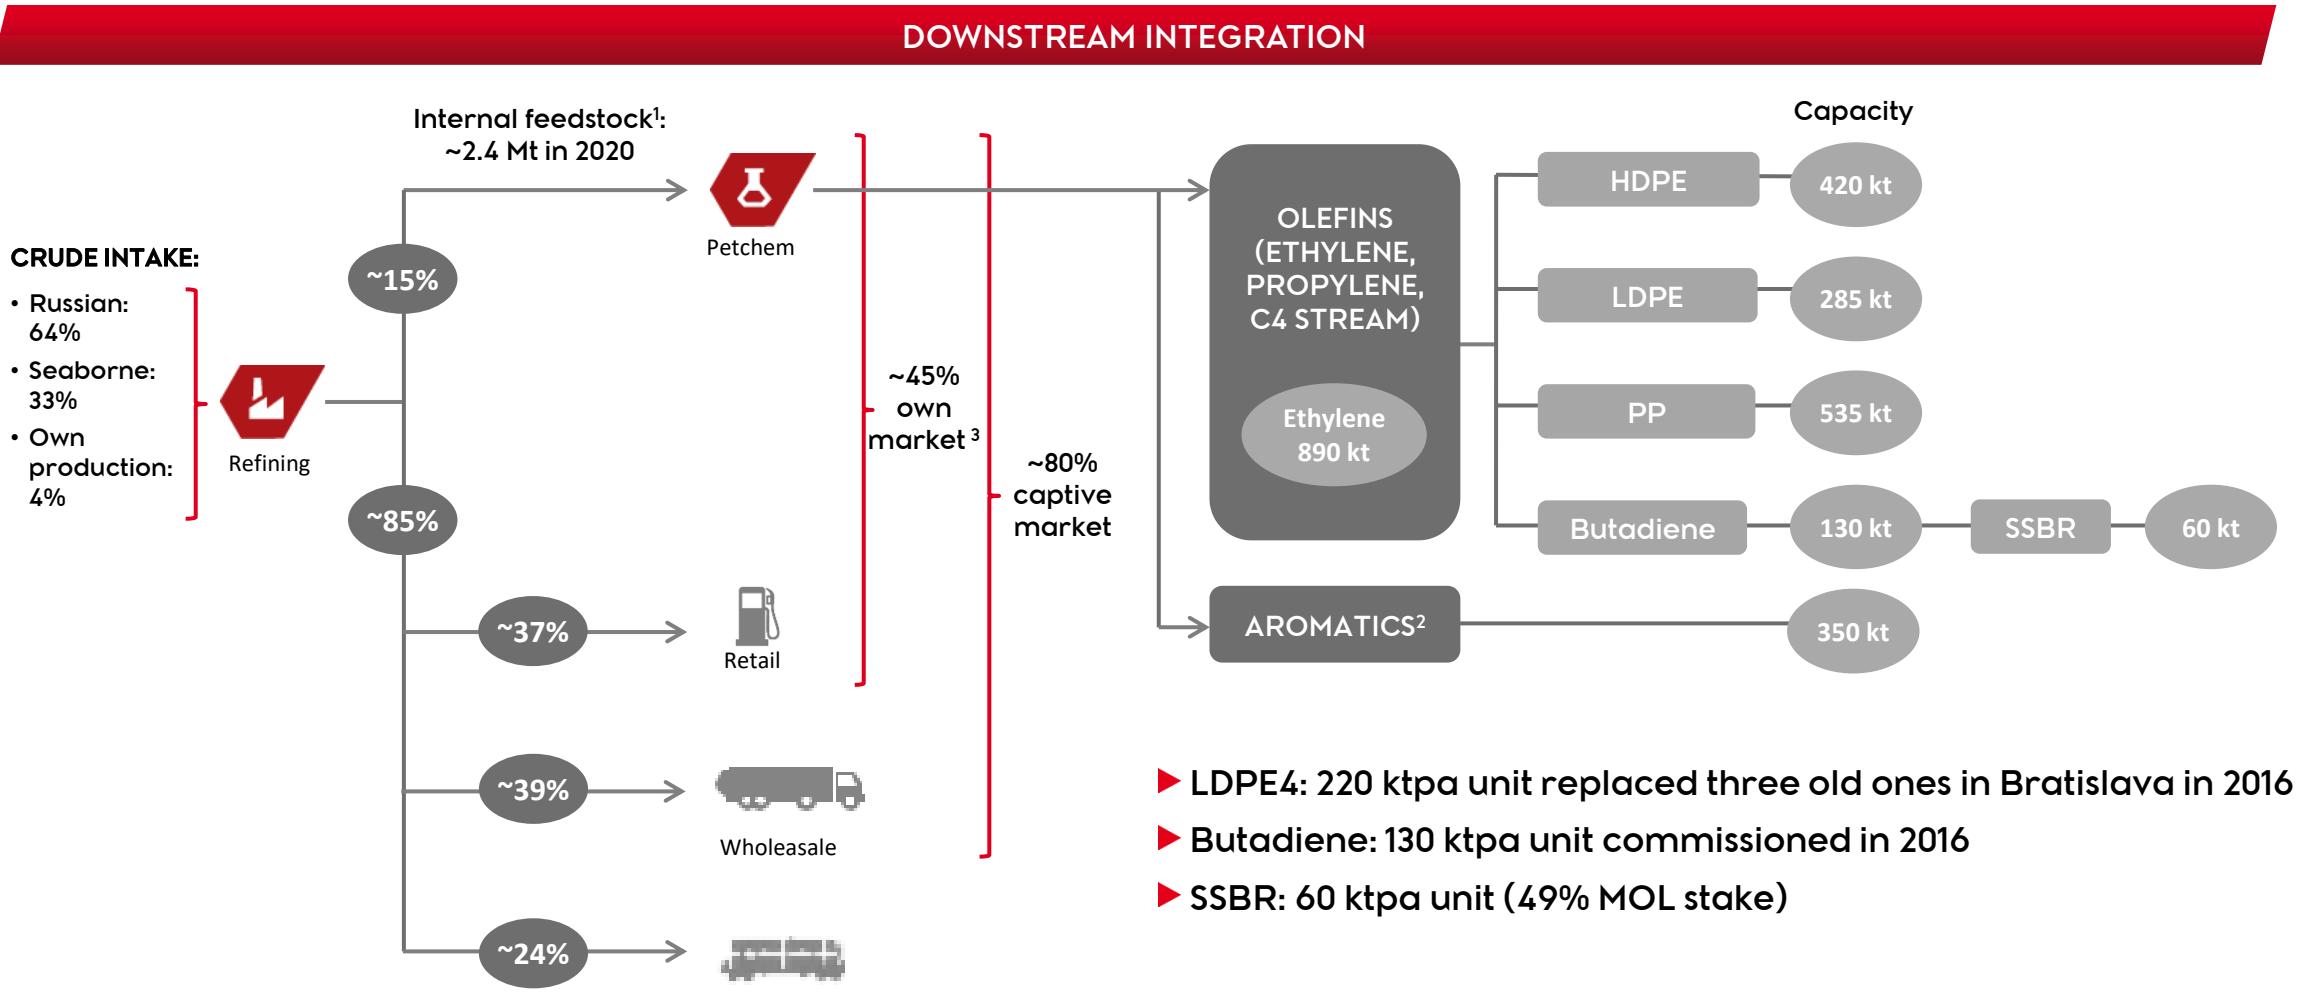 DOWNSTREAM INTEGRATION
Internal feedstock¹:
~2.4 Mt in 2020
Petchem
CRUDE INTAKE:
• Russian:
64%
• Seaborne:
33%
• Own
production:
4%
Refining
~15%
~85%
~37%
Retail
~39%
Wholeasale
~24%
~45%
own
market ³
~80%
captive
market
OLEFINS
(ETHYLENE,
PROPYLENE,
C4 STREAM)
Ethylene
890 kt
AROMATICS²
350 kt
Capacity
HDPE
420 kt
LDPE
285 kt
PP
535 kt
Butadiene
130 kt
SSBR
60 kt
LDPE4: 220 ktpa unit replaced three old ones in Bratislava in 2016
Butadiene: 130 ktpa unit commissioned in 2016
SSBR: 60 ktpa unit (49% MOL stake)